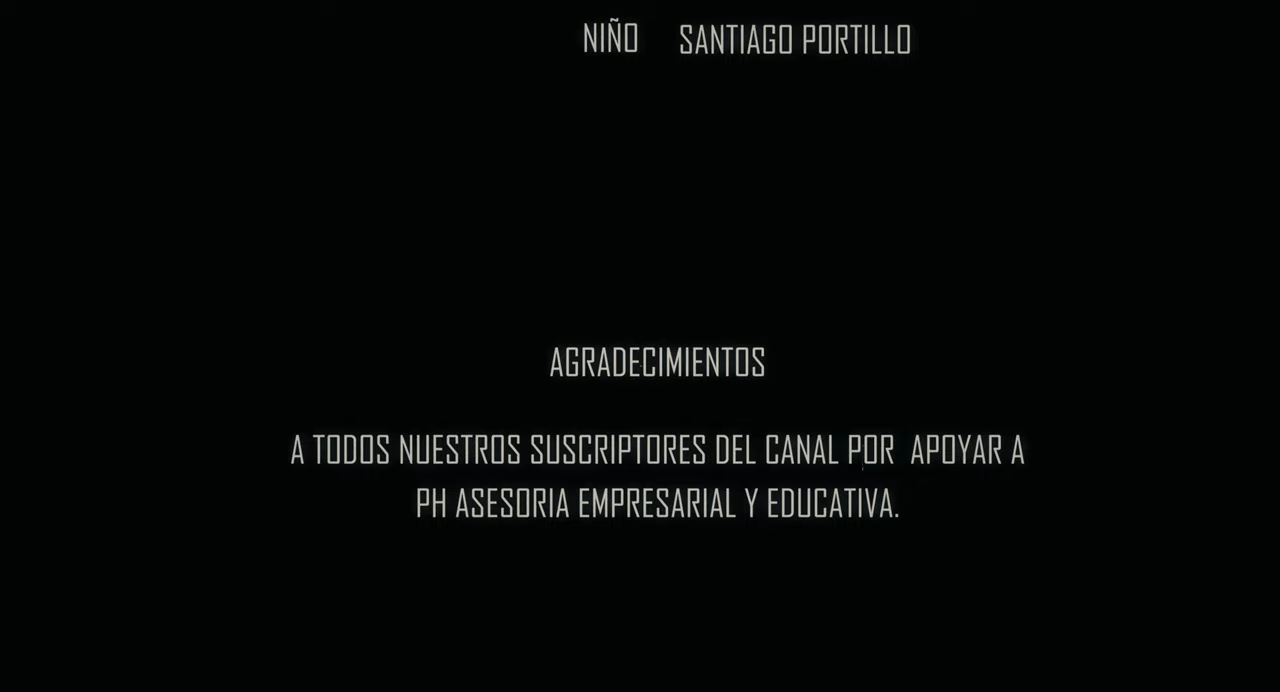 NIÑO SANTIAGO PORTILLO
AGRADECIMIENTOS
A TODOS NUESTROS SUSCRIPTORES DEL CANAL POR APOYAR A
PH ASESORIA EMPRESARIAL Y EDUCATIVA.